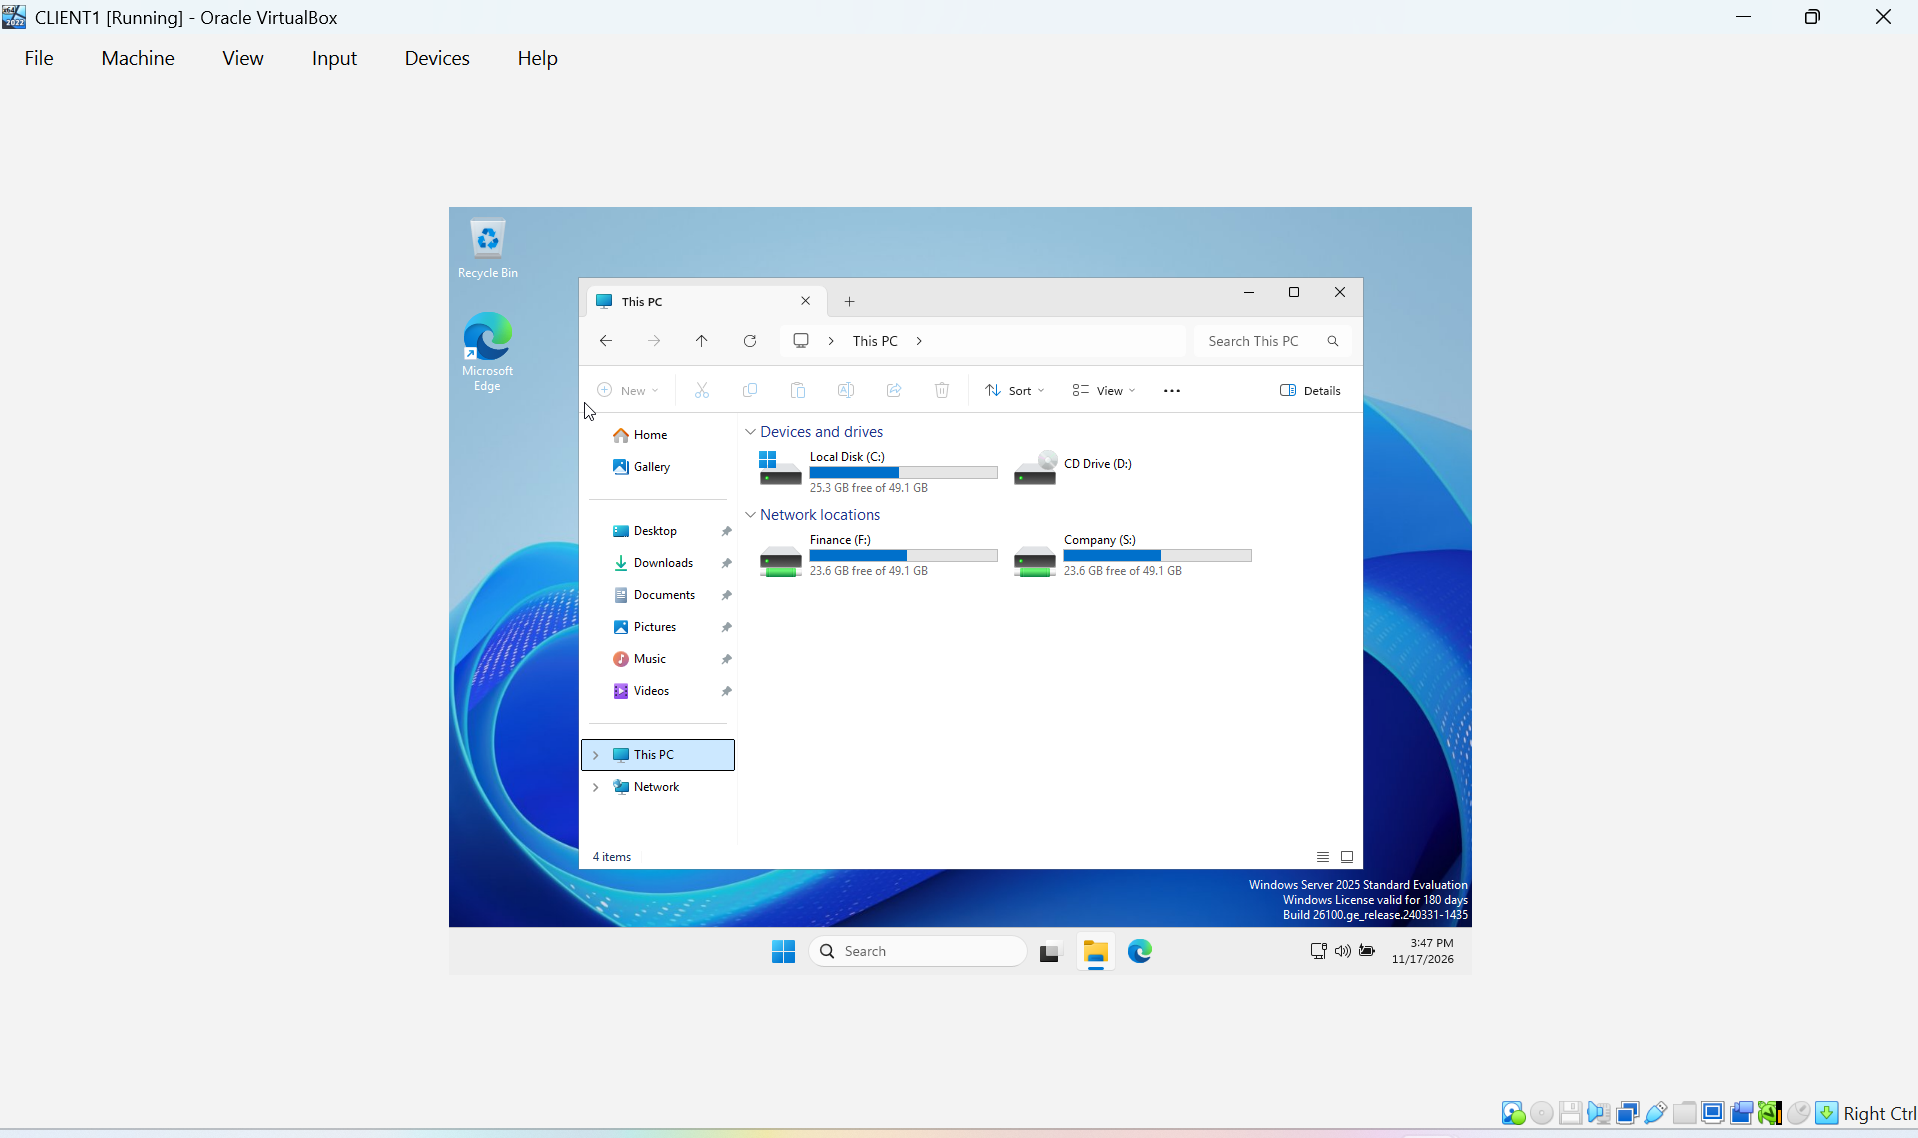 CLIENT1 [Running] - Oracle VirtualBox
File Machine View Input Devices Help
Recycle Bin
Microsoft
Edge
This PC
This PC
Search This PC
New
Sort
View
Details
Home
Gallery
Desktop
Downloads
Documents
Pictures
Music
Videos
This PC
Network
Devices and drives
Local Disk (C:)
25.3 GB free of 49.1 GB
CD Drive (D:)
Network locations
Finance (F:)
23.6 GB free of 49.1 GB
Company (S:)
23.6 GB free of 49.1 GB
4 items
Windows Server 2025 Standard Evaluation
Windows License valid for 180 days
Build 26100.ge_release.240331-1435
Search
3:47 PM
11/17/2026
Right Ctrl